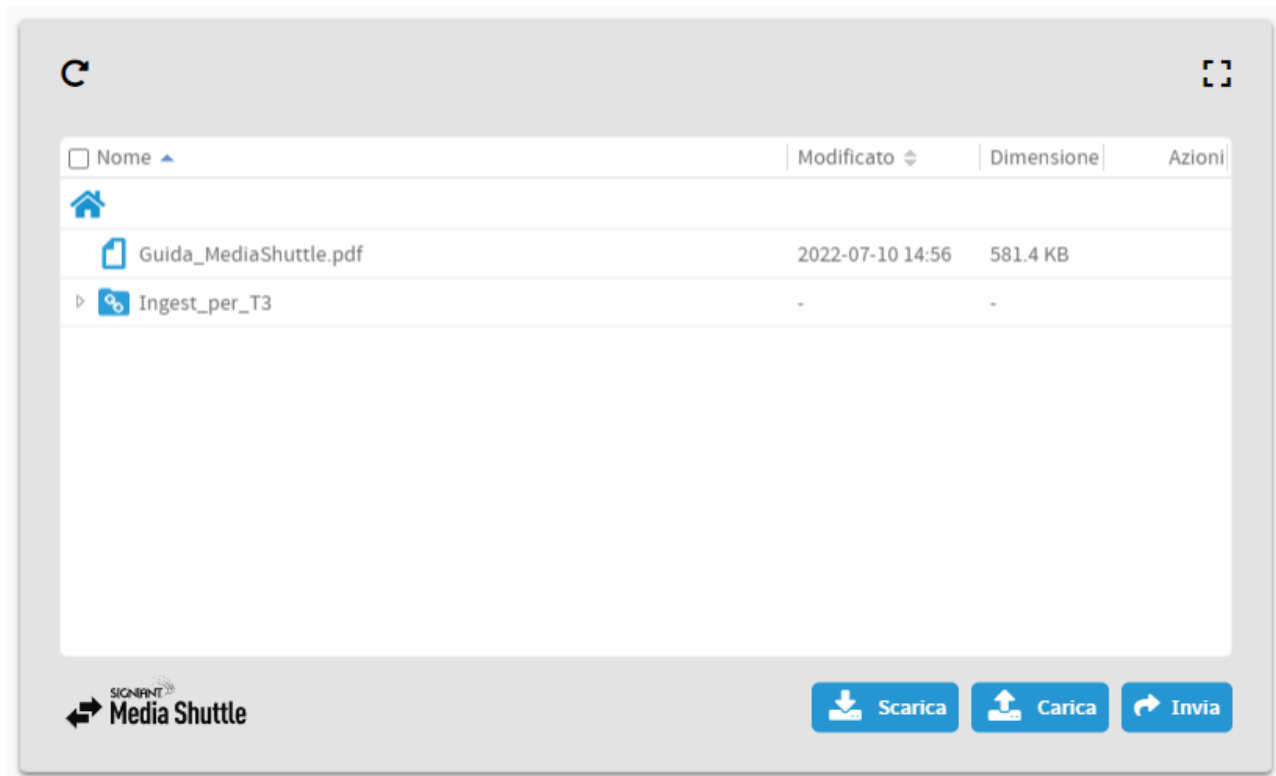 Nome Modificato Dimensione Azioni
Guida_MediaShuttle.pdf 2022-07-10 14:56 581.4 KB
Ingest_per_T3 - -
SIGNIANT
Media Shuttle
Scarica Carica Invia